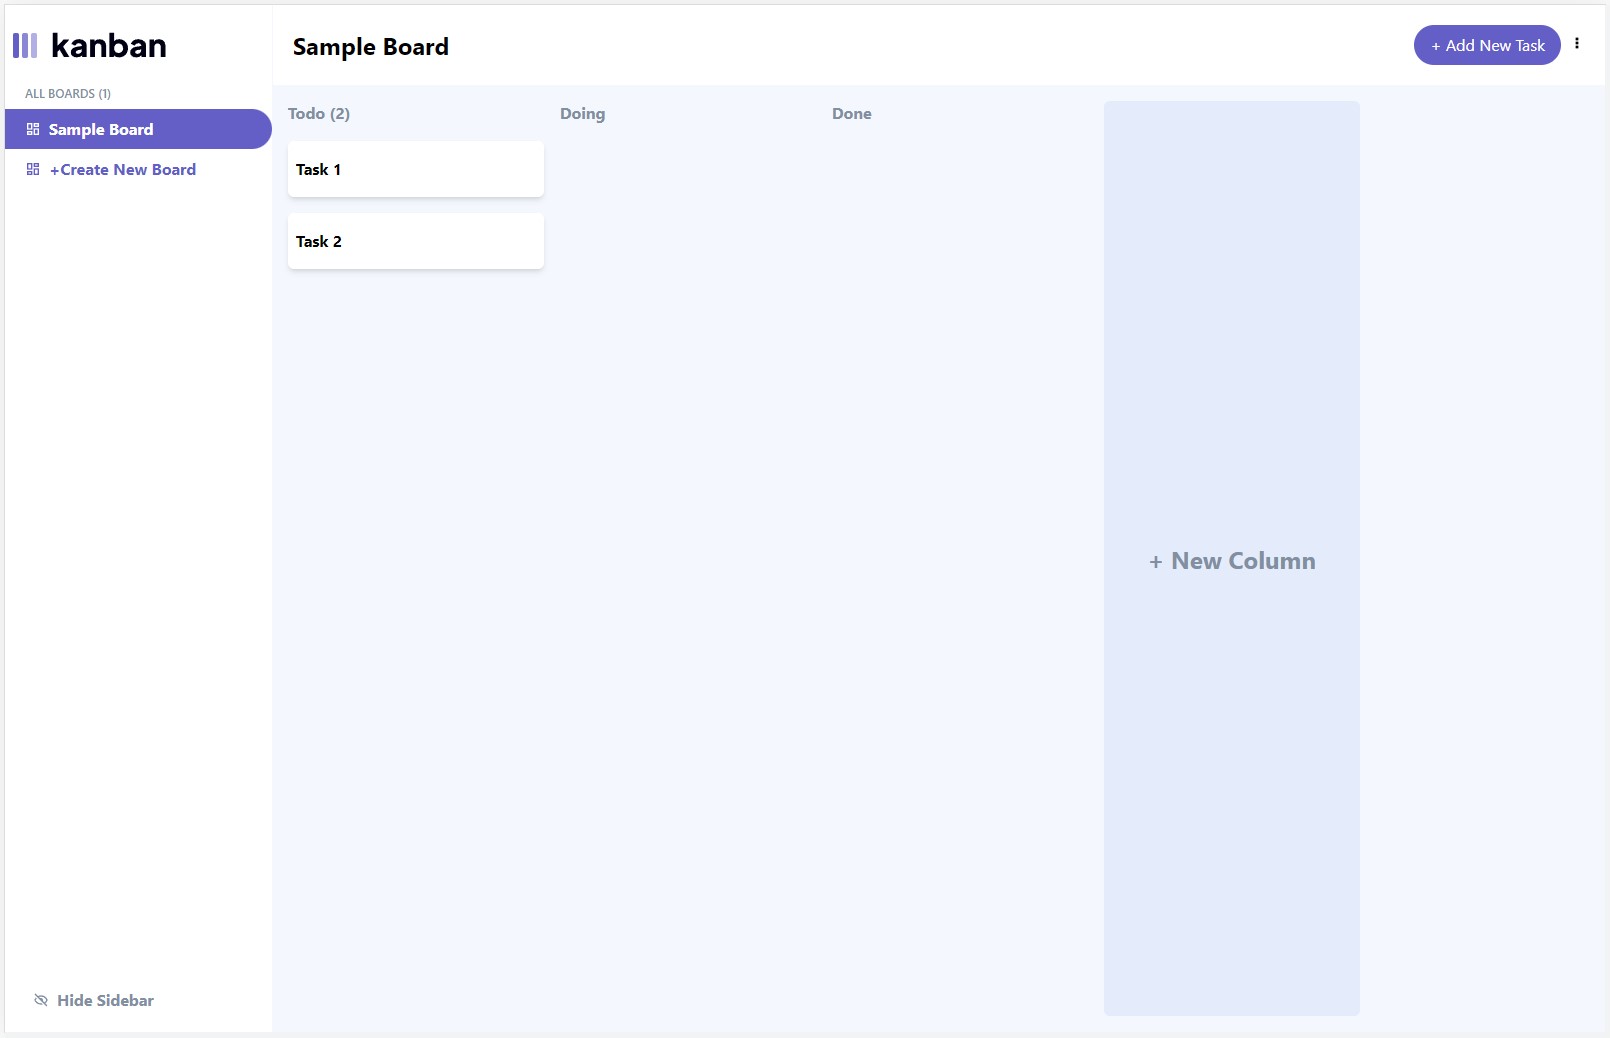 kanban
ALL BOARDS (1)
Sample Board
+Create New Board
Hide Sidebar
Sample Board
+ Add New Task
Todo (2)
Task 1
Task 2
Doing
Done
+ New Column